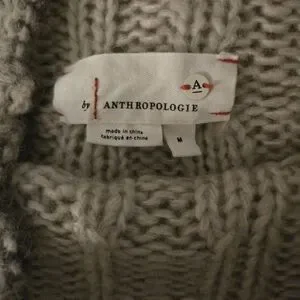 A
by ANTHROPOLOGIE
made in china
fabriqué en chine
M